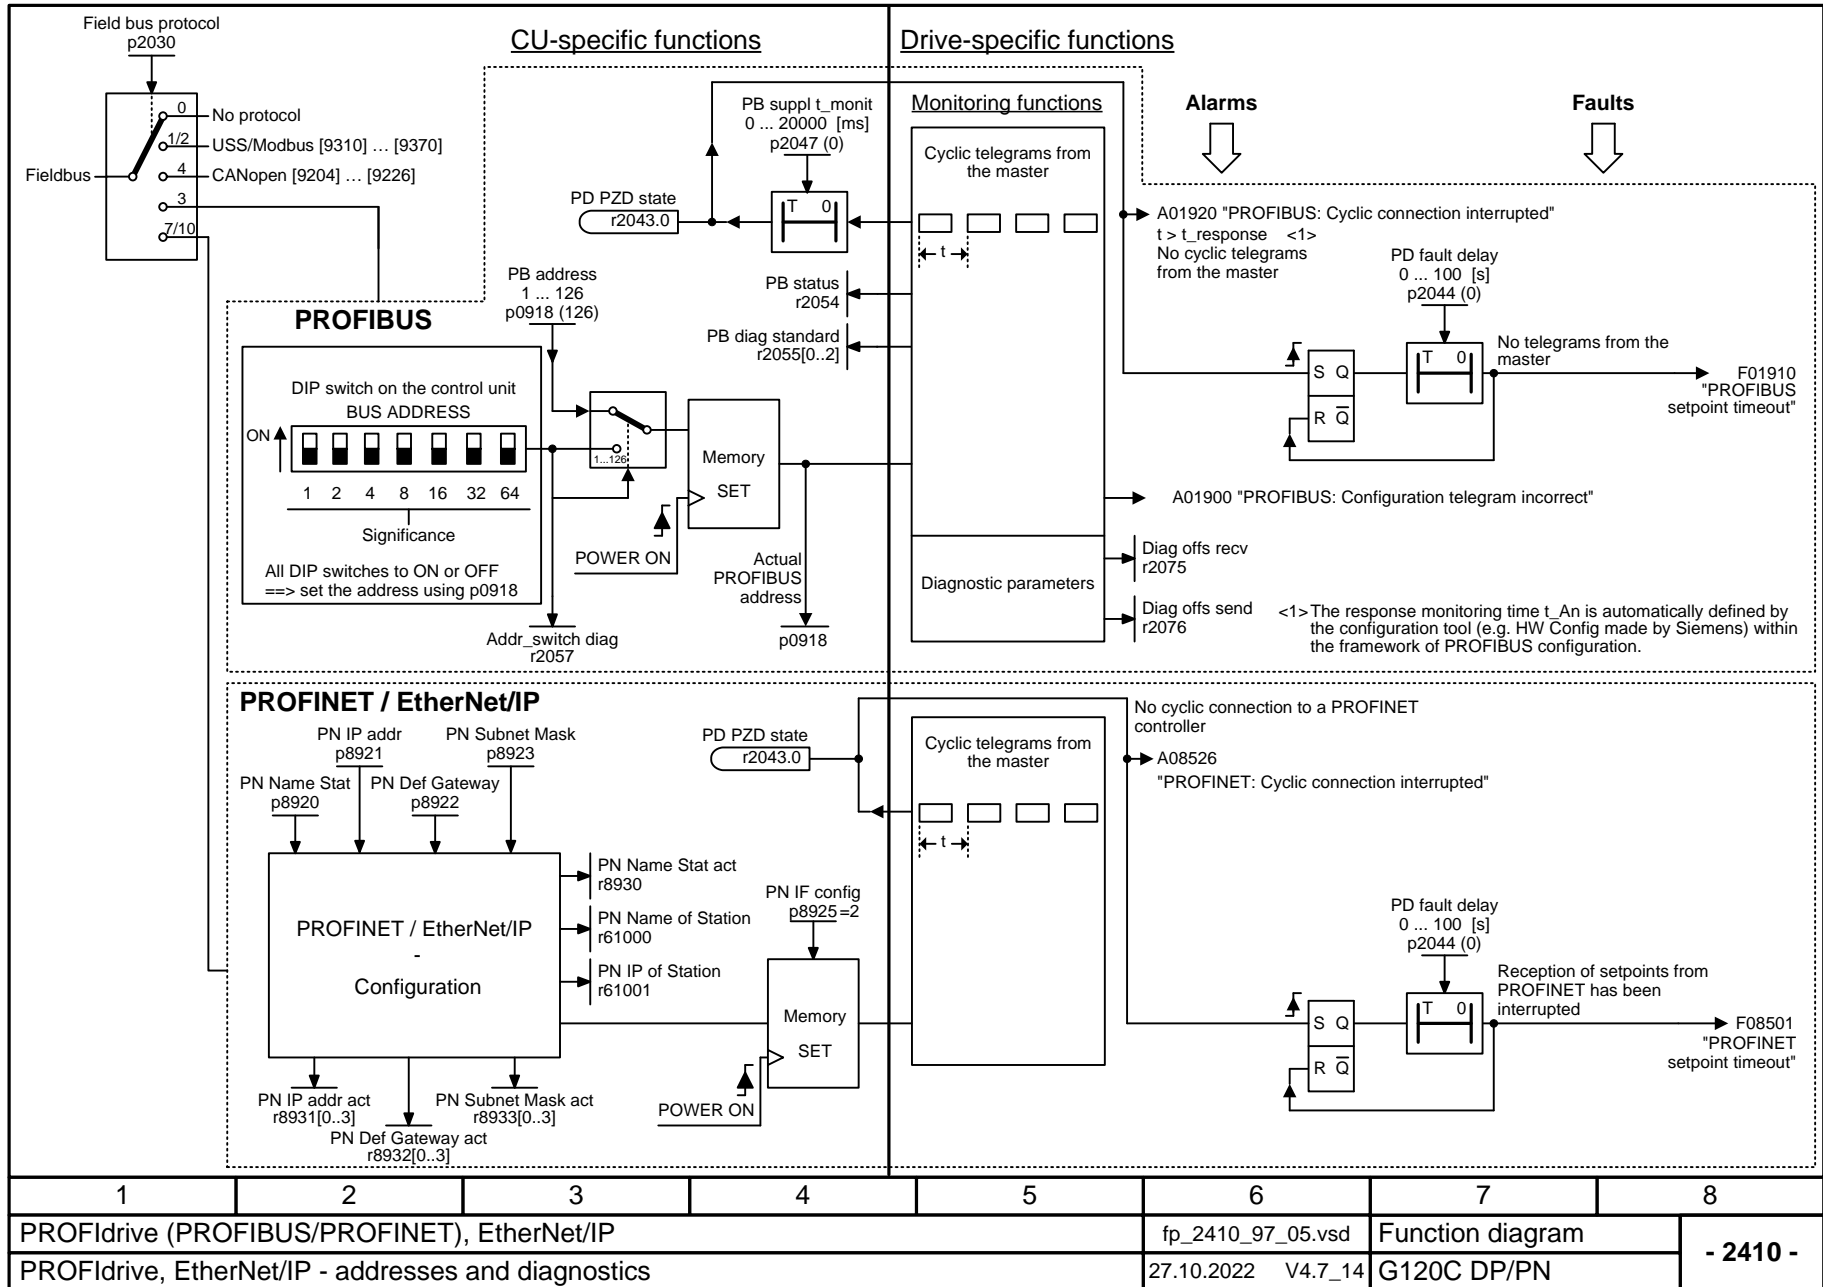 Field bus protocol
p2030
CU-specific functions
Drive-specific functions
0
No protocol
1/2
USS/Modbus [9310] … [9370]
Fieldbus
4
CANopen [9204] … [9226]
3
7/10
PB suppl t_monit
0 ... 20000 [ms]
p2047 (0)
Monitoring functions
Alarms
Faults
Cyclic telegrams from
the master
PD PZD state
r2043.0
T 0
t
A01920 "PROFIBUS: Cyclic connection interrupted"
t > t_response <1>
No cyclic telegrams
from the master
PD fault delay
0 ... 100 [s]
p2044 (0)
PB address
1 ... 126
p0918 (126)
PB status
r2054
PB diag standard
r2055[0..2]
PROFIBUS
DIP switch on the control unit
BUS ADDRESS
ON
1 2 4 8 16 32 64
Significance
All DIP switches to ON or OFF
==> set the address using p0918
1...126
Memory
SET
POWER ON
Actual
PROFIBUS
address
p0918
Addr_switch diag
r2057
S Q
R Q
T 0
No telegrams from the
master
F01910
"PROFIBUS
setpoint timeout"
A01900 "PROFIBUS: Configuration telegram incorrect"
Diagnostic parameters
Diag offs recv
r2075
Diag offs send
r2076
<1> The response monitoring time t_An is automatically defined by
the configuration tool (e.g. HW Config made by Siemens) within
the framework of PROFIBUS configuration.
PROFINET / EtherNet/IP
PN IP addr
p8921
PN Subnet Mask
p8923
PN Name Stat
p8920
PN Def Gateway
p8922
PROFINET / EtherNet/IP
-
Configuration
PN Name Stat act
r8930
PN Name of Station
r61000
PN IP of Station
r61001
PN IP addr act
r8931[0..3]
PN Def Gateway act
r8932[0..3]
PN Subnet Mask act
r8933[0..3]
PD PZD state
r2043.0
Cyclic telegrams from
the master
t
No cyclic connection to a PROFINET
controller
A08526
"PROFINET: Cyclic connection interrupted"
PN IF config
p8925=2
Memory
SET
POWER ON
PD fault delay
0 ... 100 [s]
p2044 (0)
S Q
R Q
T 0
Reception of setpoints from
PROFINET has been
interrupted
F08501
"PROFINET
setpoint timeout"
1 2 3 4 5 6 7 8
PROFIdrive (PROFIBUS/PROFINET), EtherNet/IP
fp_2410_97_05.vsd
Function diagram
- 2410 -
PROFIdrive, EtherNet/IP - addresses and diagnostics
27.10.2022 V4.7_14
G120C DP/PN